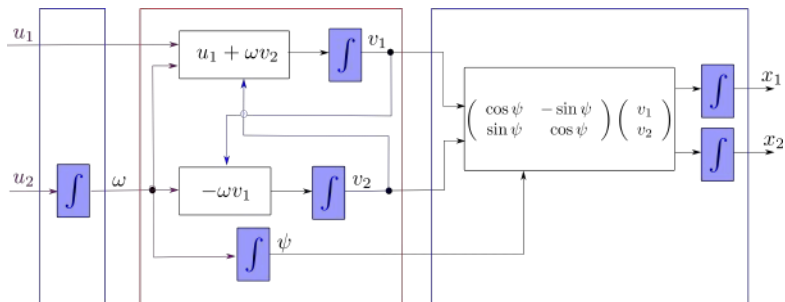 u₁
u₁ + ωv₂
∫
v₁
x₁
∫
( cos ψ  − sin ψ ) ( v₁ )
( sin ψ  cos ψ ) ( v₂ )
x₂
∫
u₂
∫
ω
−ωv₁
∫
v₂
∫
ψ